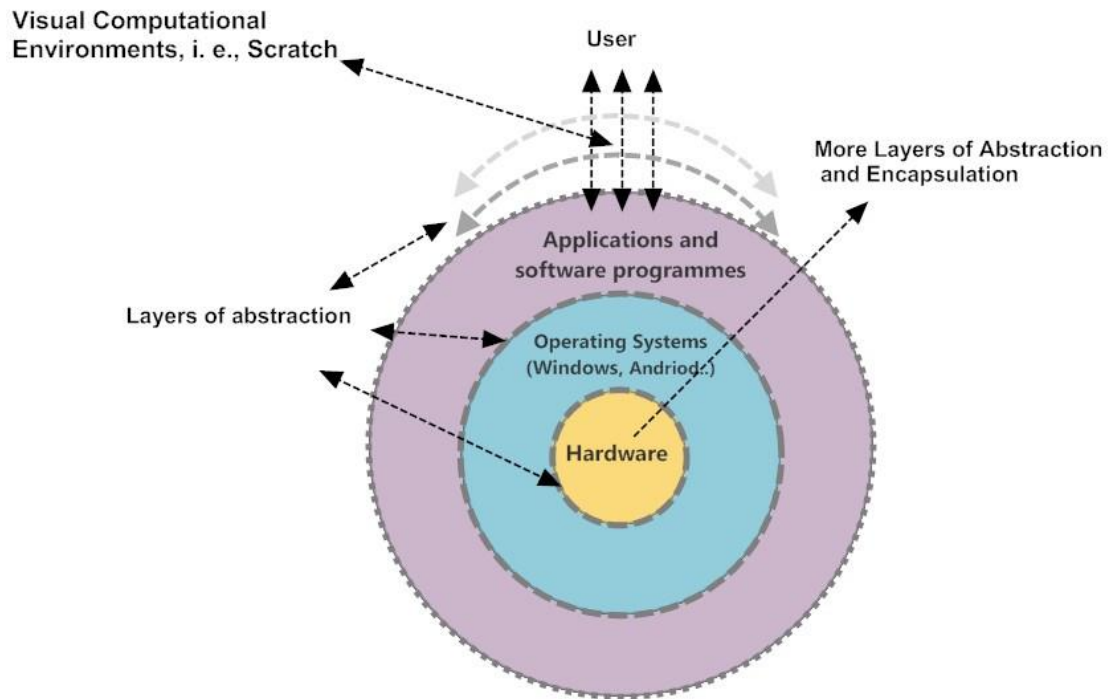 Visual Computational
Environments, i. e., Scratch
User
More Layers of Abstraction
and Encapsulation
Applications and
software programmes
Layers of abstraction
Operating Systems
(Windows, Andriod..)
Hardware